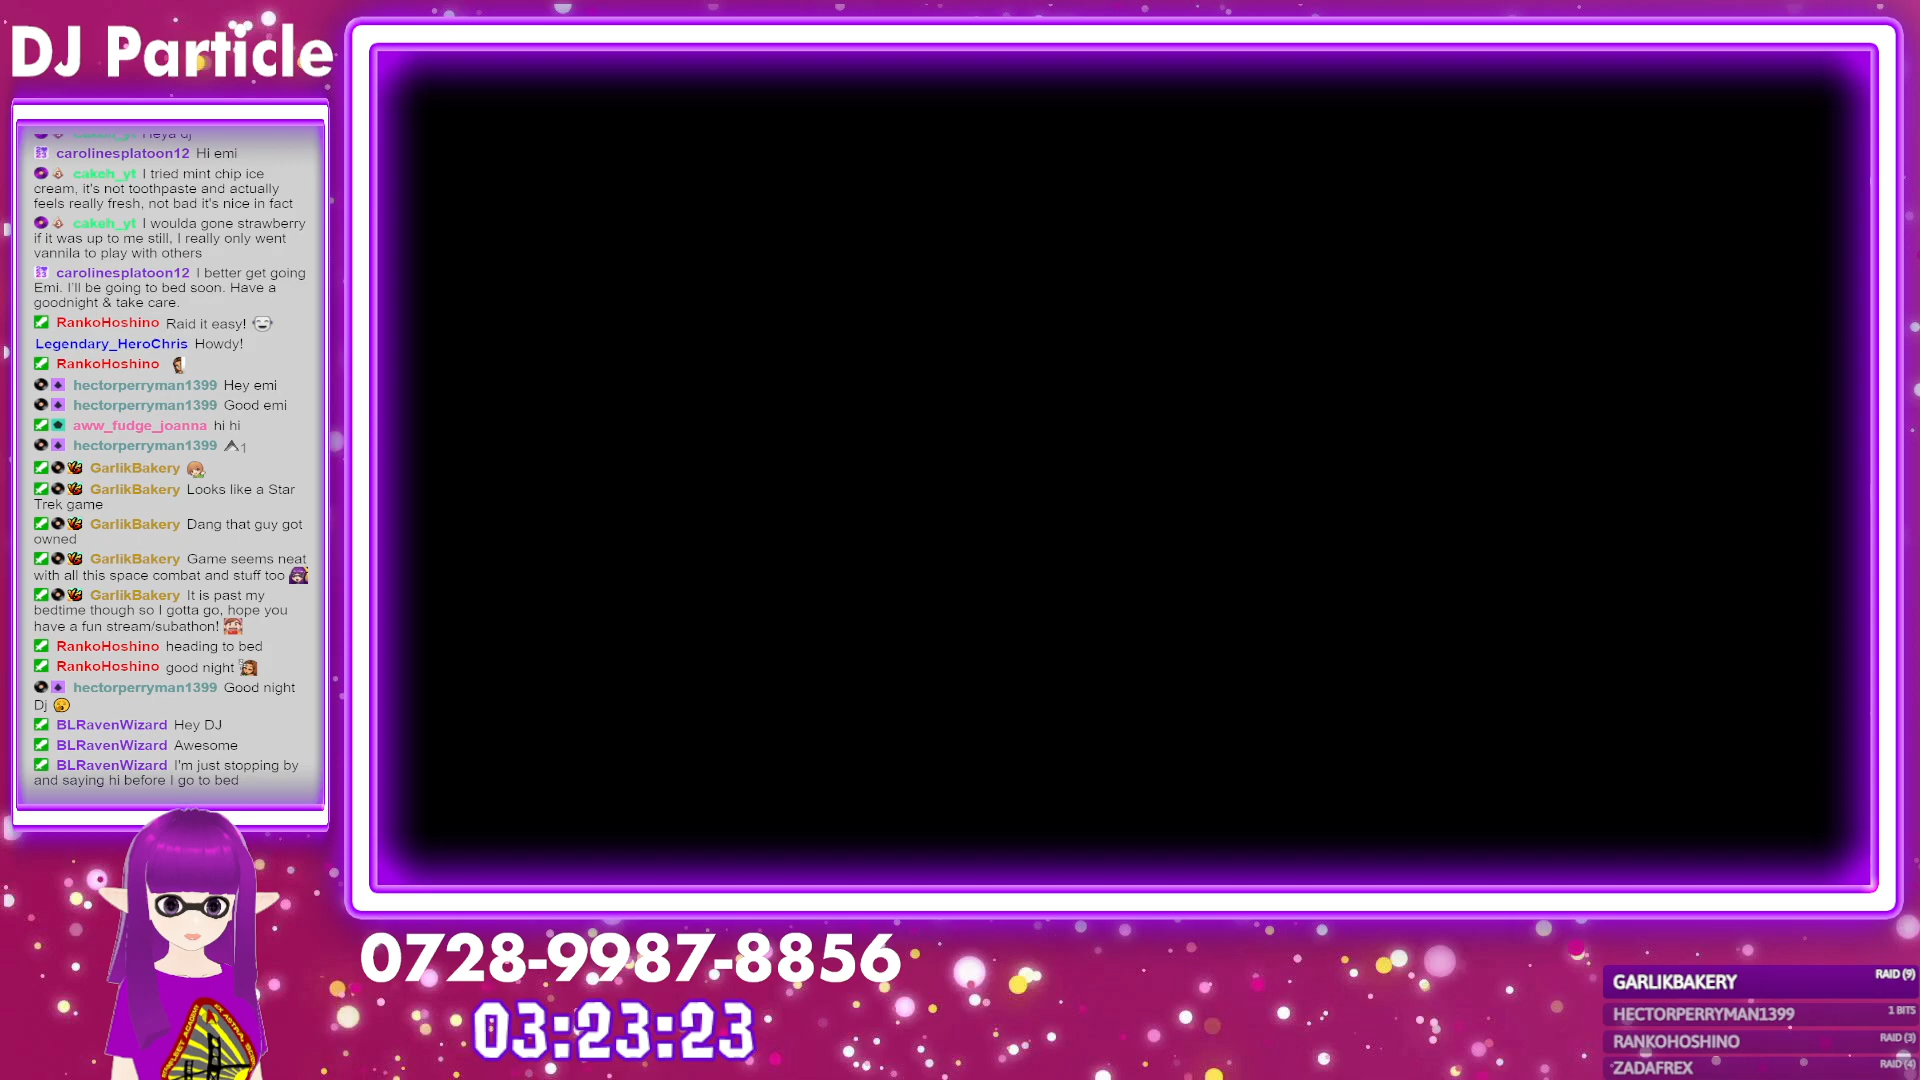 DJ Particle
cakeh_yt Heya dj
carolinesplatoon12 Hi emi
cakeh_yt I tried mint chip ice
cream, it's not toothpaste and actually
feels really fresh, not bad it's nice in fact
cakeh_yt I woulda gone strawberry
if it was up to me still, I really only went
vannila to play with others
carolinesplatoon12 I better get going
Emi. I'll be going to bed soon. Have a
goodnight & take care.
RankoHoshino Raid it easy!
Legendary_HeroChris Howdy!
RankoHoshino
hectorperryman1399 Hey emi
hectorperryman1399 Good emi
aww_fudge_joanna hi hi
hectorperryman1399 1
GarlikBakery
GarlikBakery Looks like a Star
Trek game
GarlikBakery Dang that guy got
owned
GarlikBakery Game seems neat
with all this space combat and stuff too
GarlikBakery It is past my
bedtime though so I gotta go, hope you
have a fun stream/subathon!
RankoHoshino heading to bed
RankoHoshino good night
hectorperryman1399 Good night
Dj
BLRavenWizard Hey DJ
BLRavenWizard Awesome
BLRavenWizard I'm just stopping by
and saying hi before I go to bed
0728-9987-8856
03:23:23
GARLIKBAKERY RAID (9)
HECTORPERRYMAN1399 1 BITS
RANKOHOSHINO RAID (3)
ZADAFREX RAID (4)